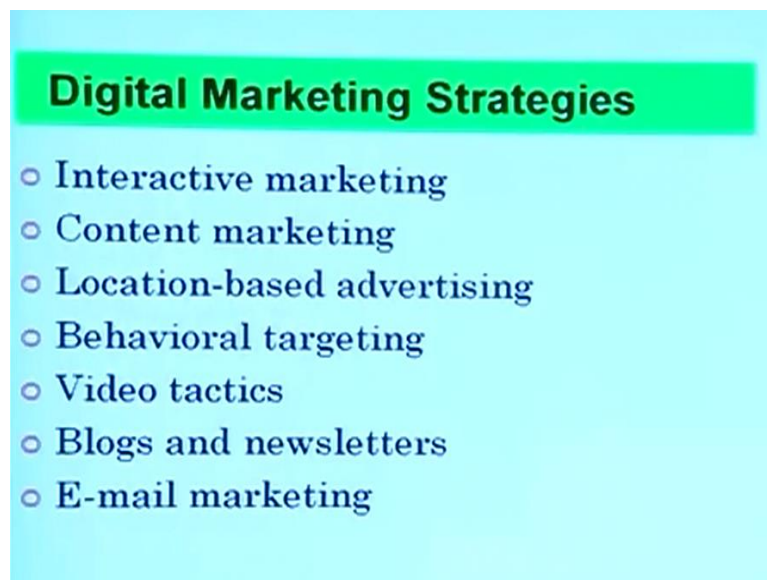 Digital Marketing Strategies
Interactive marketing
Content marketing
Location-based advertising
Behavioral targeting
Video tactics
Blogs and newsletters
E-mail marketing